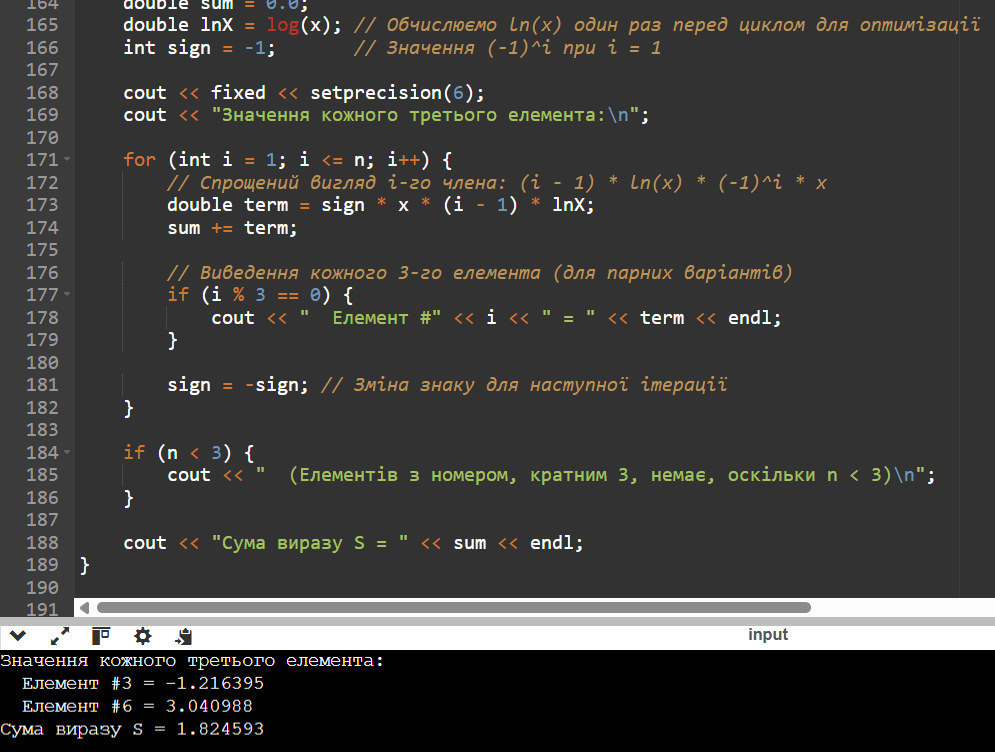 164 double sum = 0.0;
165 double lnX = log(x); // Обчислюємо ln(x) один раз перед циклом для оптимізації
166 int sign = -1; // Значення (-1)^i при i = 1
167
168 cout << fixed << setprecision(6);
169 cout << "Значення кожного третього елемента:\n";
170
171 for (int i = 1; i <= n; i++) {
172 // Спрощений вигляд i-го члена: (i - 1) * ln(x) * (-1)^i * x
173 double term = sign * x * (i - 1) * lnX;
174 sum += term;
175
176 // Виведення кожного 3-го елемента (для парних варіантів)
177 if (i % 3 == 0) {
178 cout << "  Елемент #" << i << " = " << term << endl;
179 }
180
181 sign = -sign; // Зміна знаку для наступної ітерації
182 }
183
184 if (n < 3) {
185 cout << "  (Елементів з номером, кратним 3, немає, оскільки n < 3)\n";
186 }
187
188 cout << "Сума виразу S = " << sum << endl;
189 }
190
191
input
Значення кожного третього елемента:
Елемент #3 = -1.216395
Елемент #6 = 3.040988
Сума виразу S = 1.824593